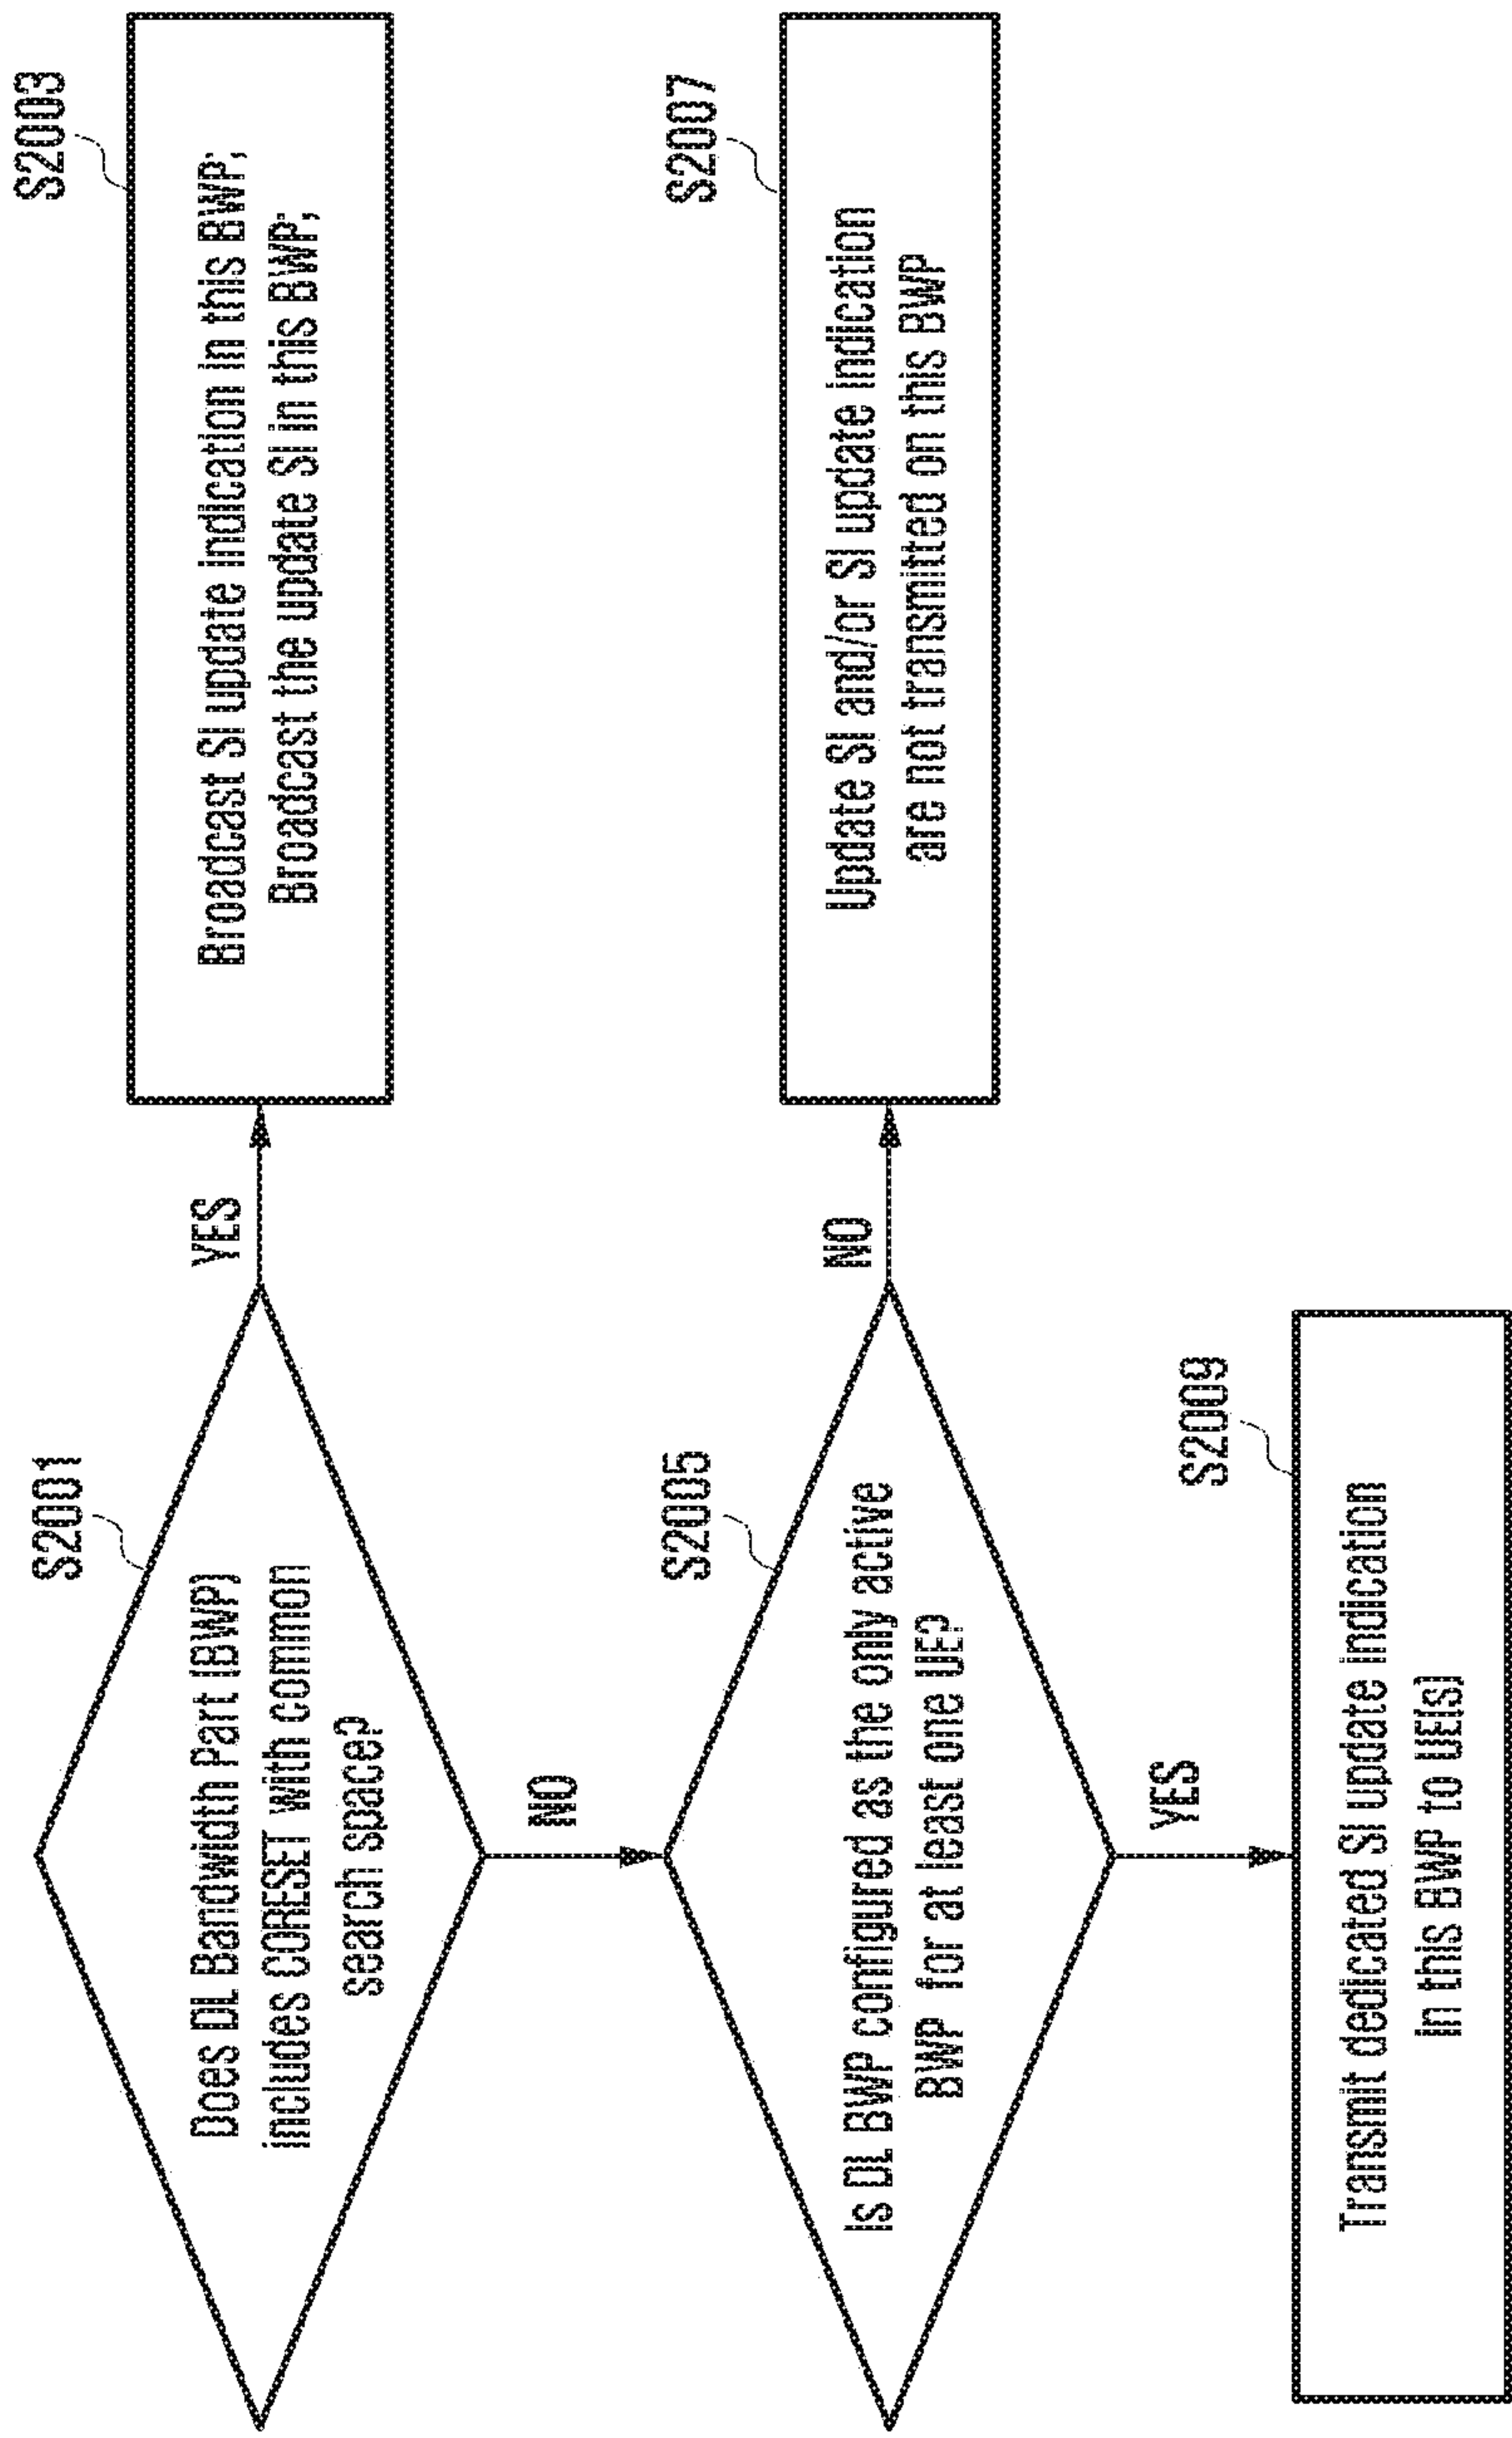 S2001
Does DL Bandwidth Part (BWP)
includes CORESET with common
search space?
YES
S2003
Broadcast SI update indication in this BWP;
Broadcast the update SI in this BWP;
NO
S2005
Is DL BWP configured as the only active
BWP for at least one UE?
NO
S2007
Update SI and/or SI update indication
are not transmitted on this BWP
YES
S2009
Transmit dedicated SI update indication
in this BWP to UE(s)